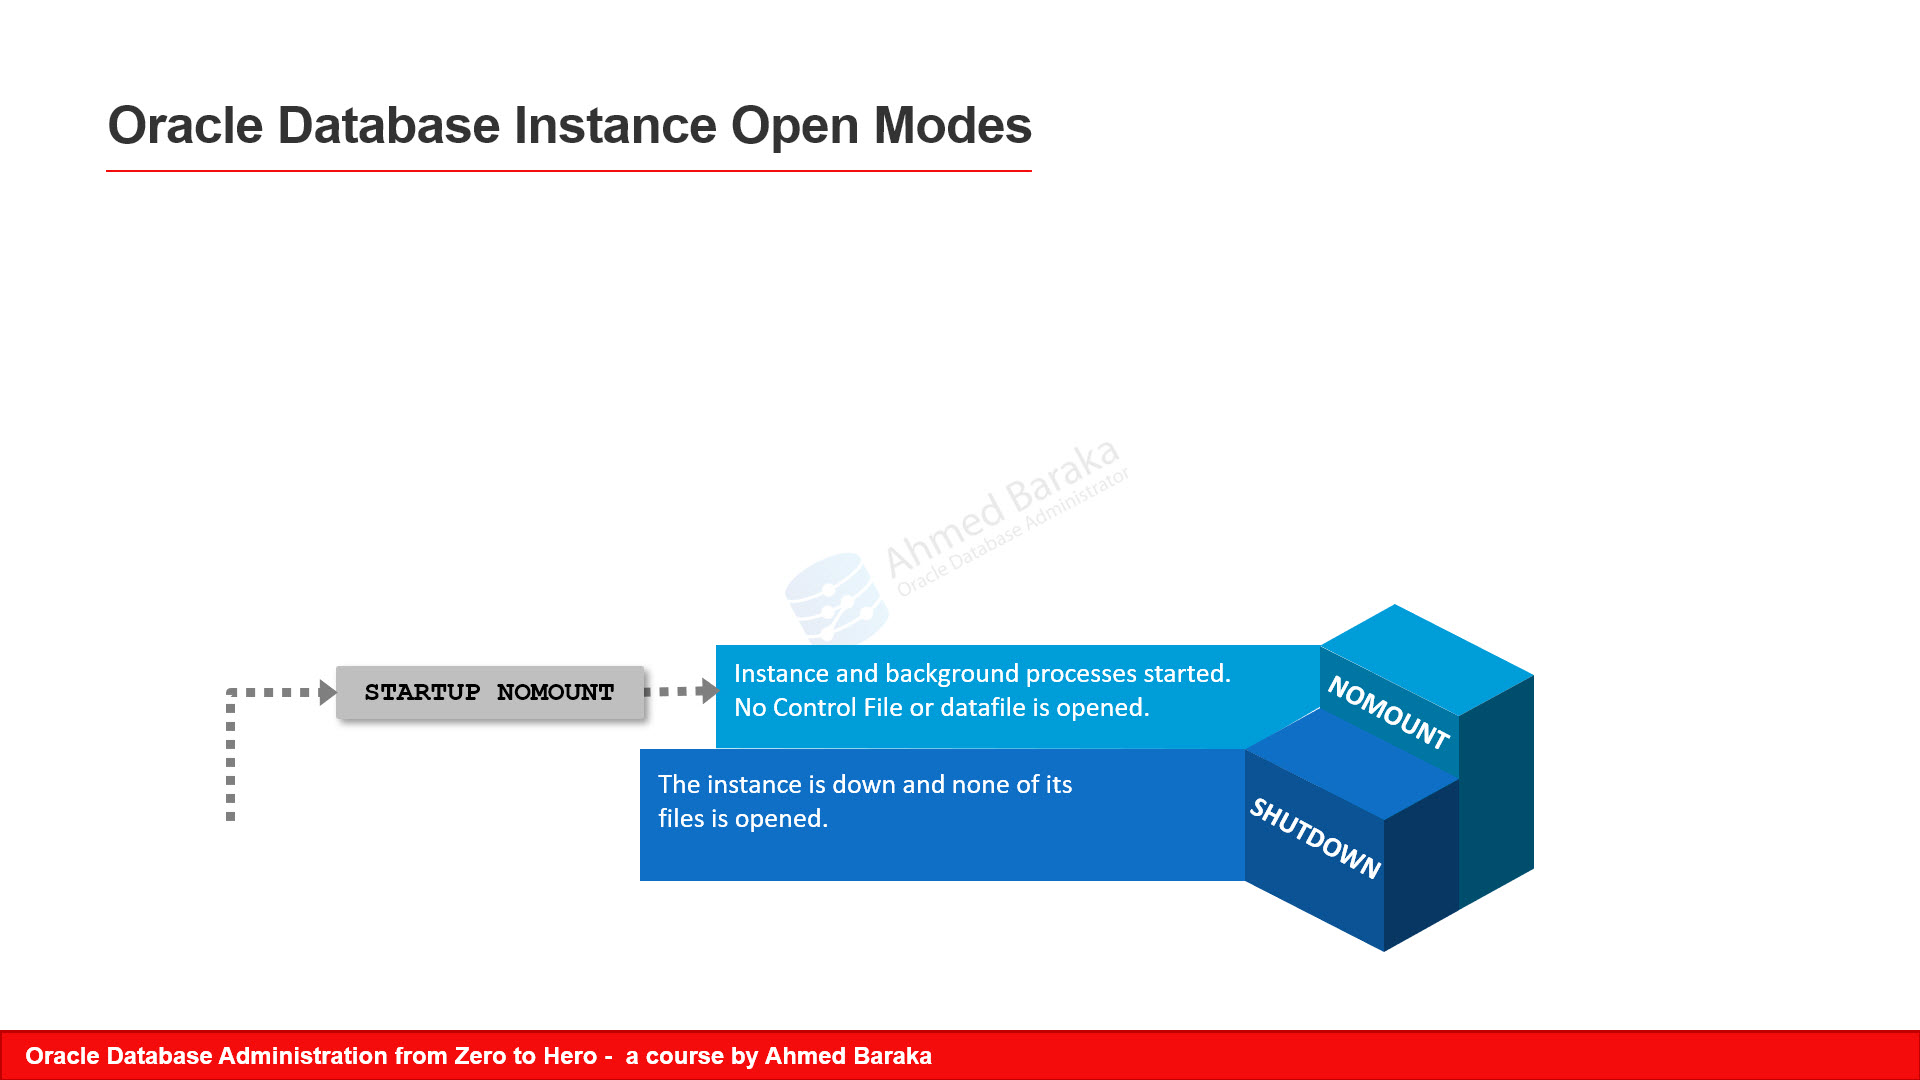 Oracle Database Instance Open Modes
Ahmed Baraka
Oracle Database Administrator
STARTUP NOMOUNT
Instance and background processes started.
No Control File or datafile is opened.
NOMOUNT
The instance is down and none of its
files is opened.
SHUTDOWN
Oracle Database Administration from Zero to Hero - a course by Ahmed Baraka